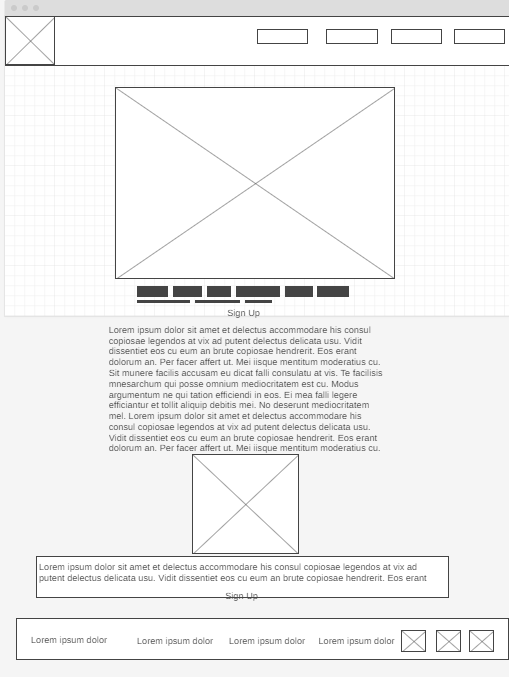 Sign Up
Lorem ipsum dolor sit amet et delectus accommodare his consul
copiosae legendos at vix ad putent delectus delicata usu. Vidit
dissentiet eos cu eum an brute copiosae hendrerit. Eos erant
dolorum an. Per facer affert ut. Mei iisque mentitum moderatius cu.
Sit munere facilis accusam eu dicat falli consulatu at vis. Te facilisis
mnesarchum qui posse omnium mediocritatem est cu. Modus
argumentum ne qui tation efficiendi in eos. Ei mea falli legere
efficiantur et tollit aliquip debitis mei. No deserunt mediocritatem
mel. Lorem ipsum dolor sit amet et delectus accommodare his
consul copiosae legendos at vix ad putent delectus delicata usu.
Vidit dissentiet eos cu eum an brute copiosae hendrerit. Eos erant
dolorum an. Per facer affert ut. Mei iisque mentitum moderatius cu.
Lorem ipsum dolor sit amet et delectus accommodare his consul copiosae legendos at vix ad
putent delectus delicata usu. Vidit dissentiet eos cu eum an brute copiosae hendrerit. Eos erant
Sign Up
Lorem ipsum dolor Lorem ipsum dolor Lorem ipsum dolor Lorem ipsum dolor